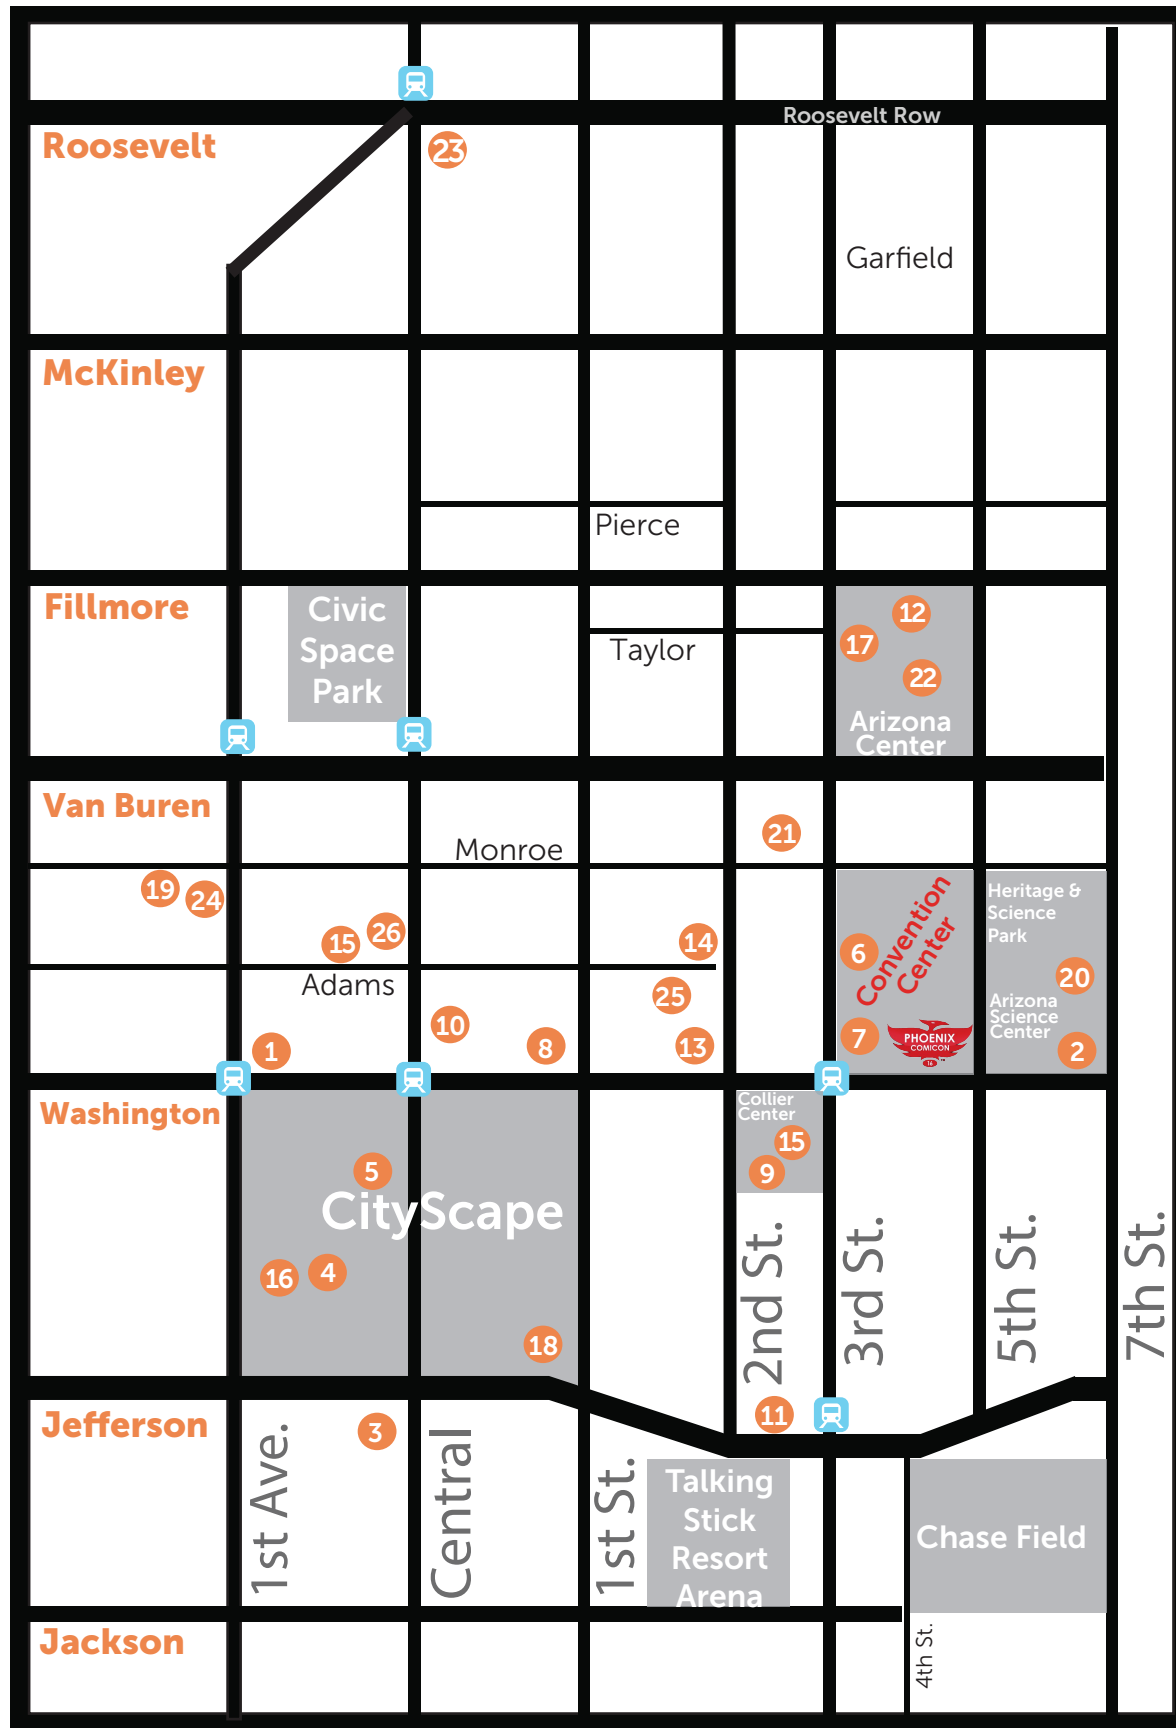 Roosevelt Row
Roosevelt
23
Garfield
McKinley
Pierce
Fillmore
Civic
Space
Park
Taylor
12
17
22
Arizona
Center
Van Buren
Monroe
21
19
24
15
26
Adams
14
25
13
10
8
1
6
7
Convention
Center
PHOENIX
COMICON
16
Heritage &
Science
Park
20
Arizona
Science
Center
2
Washington
Collier
Center
15
9
5
CityScape
16
4
18
2nd St.
3rd St.
5th St.
7th St.
11
Jefferson
3
1st Ave.
Central
1st St.
Talking
Stick
Resort
Arena
Chase Field
Jackson
4th St.